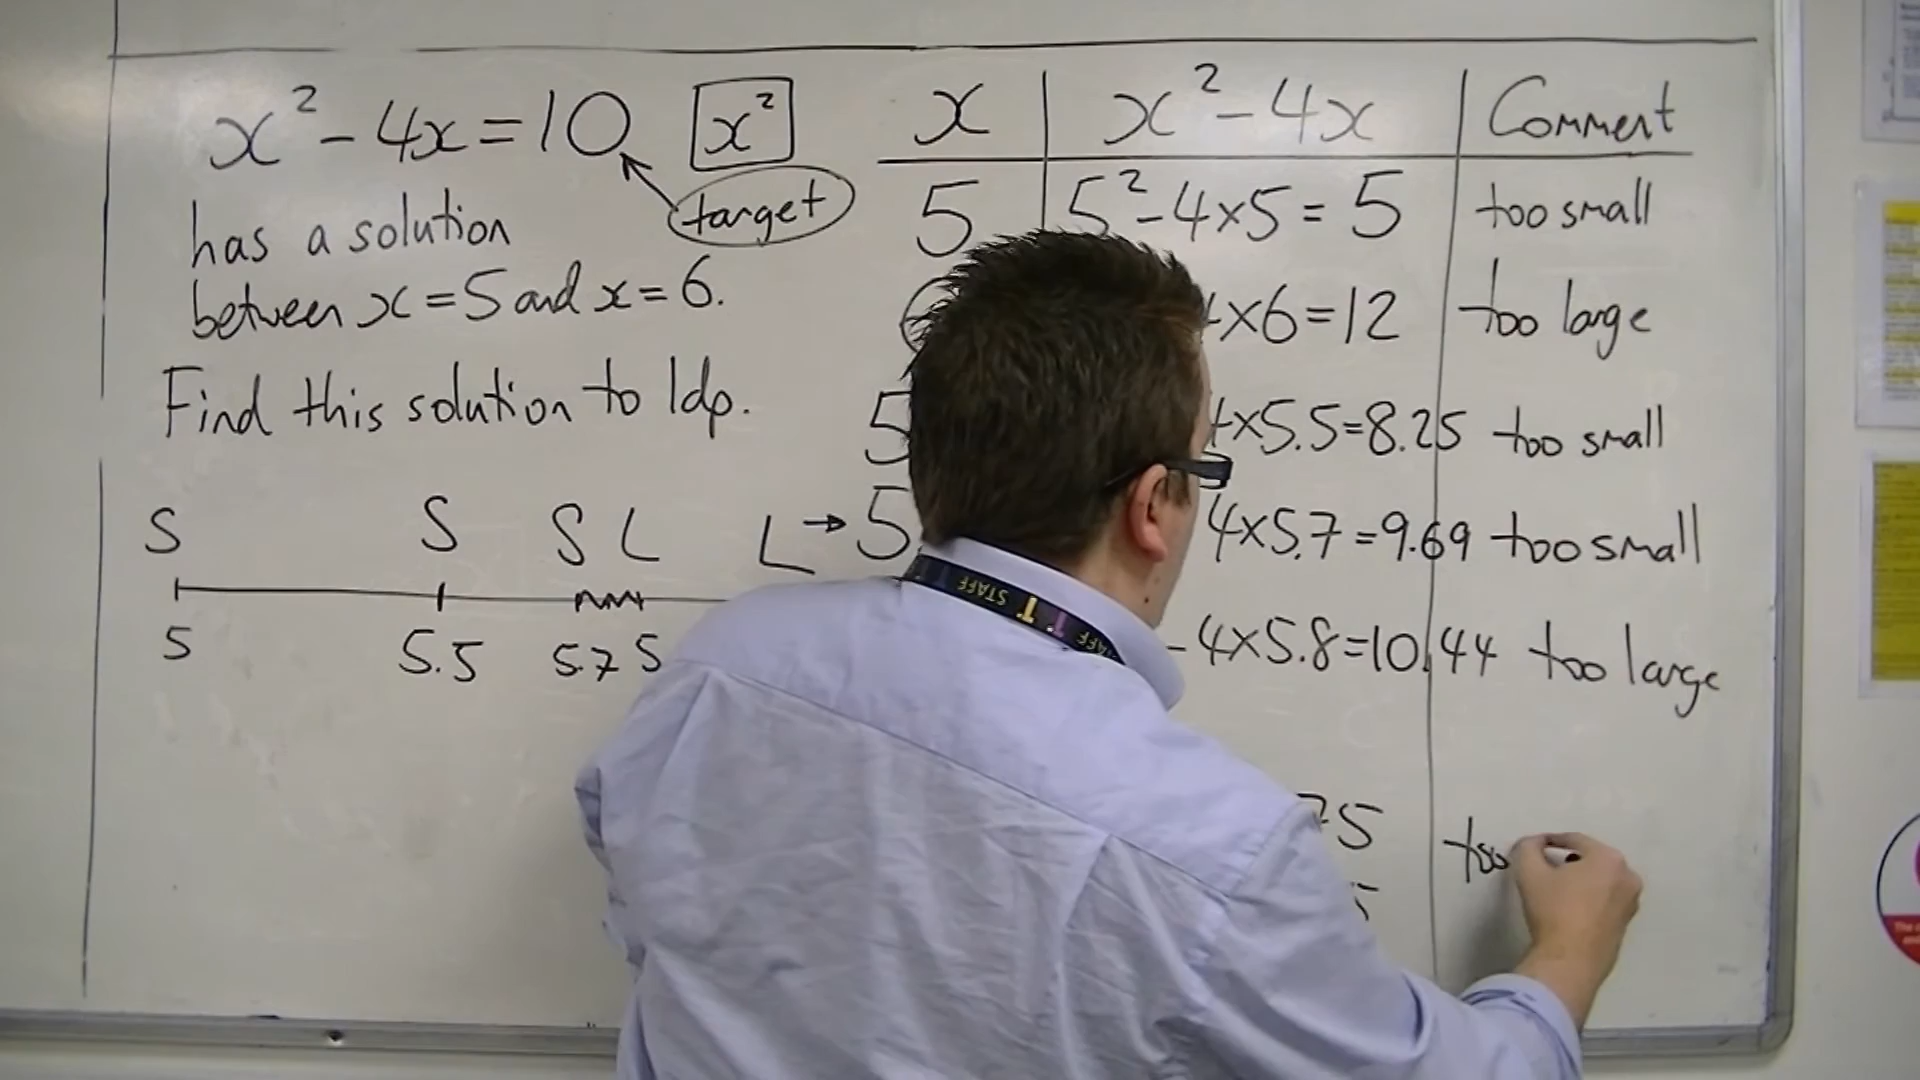 x² - 4x = 10
x²
target
has a solution
between x = 5 and x = 6.
Find this solution to 1dp.
S S S L L →
5 5.5 5.7 5
x x² - 4x Comment
5 5² - 4×5 = 5 too small
×6 = 12 too large
5 ×5.5 = 8.25 too small
5 4×5.7 = 9.69 too small
- 4×5.8 = 10.44 too large
75 too
STAFF